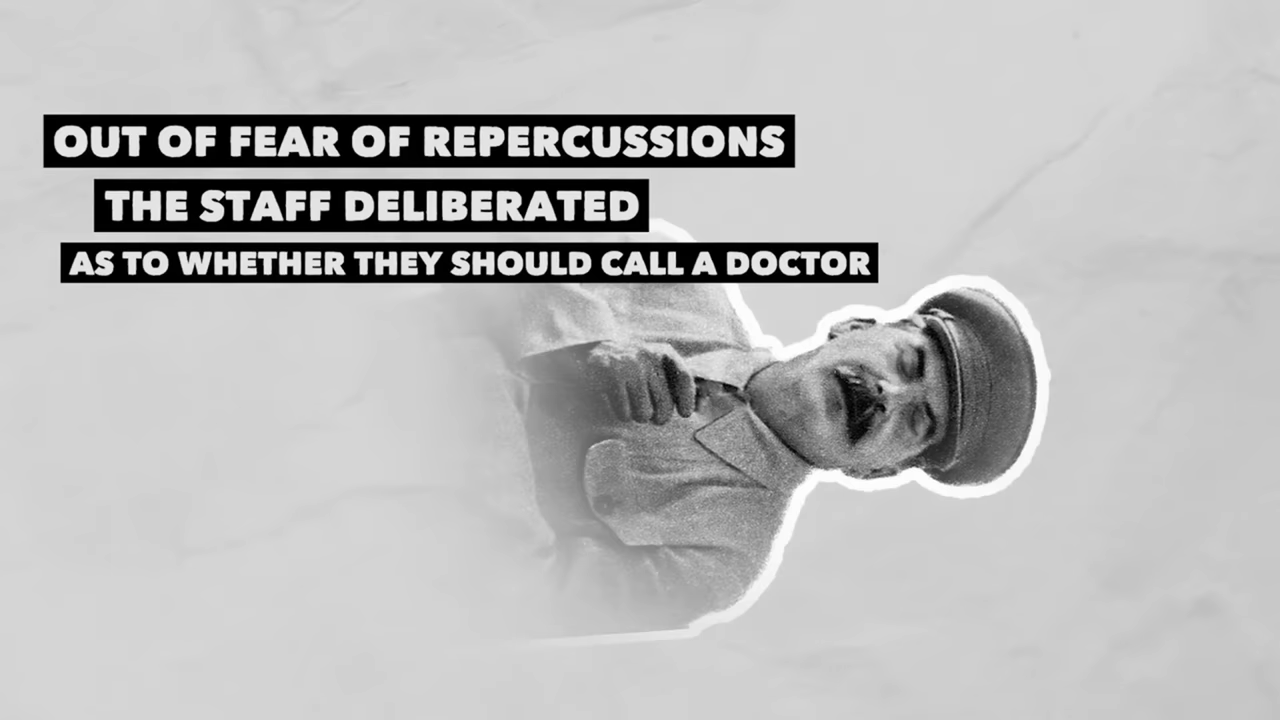 OUT OF FEAR OF REPERCUSSIONS
THE STAFF DELIBERATED
AS TO WHETHER THEY SHOULD CALL A DOCTOR